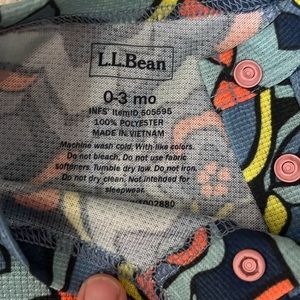 L.L.Bean
0-3 mo
INFS' ItemID 505595
100% POLYESTER
MADE IN VIETNAM
Machine wash cold. With like colors.
Do not bleach. Do not use fabric
softeners. Tumble dry low. Do not iron.
Do not dry clean. Not intended for
sleepwear.